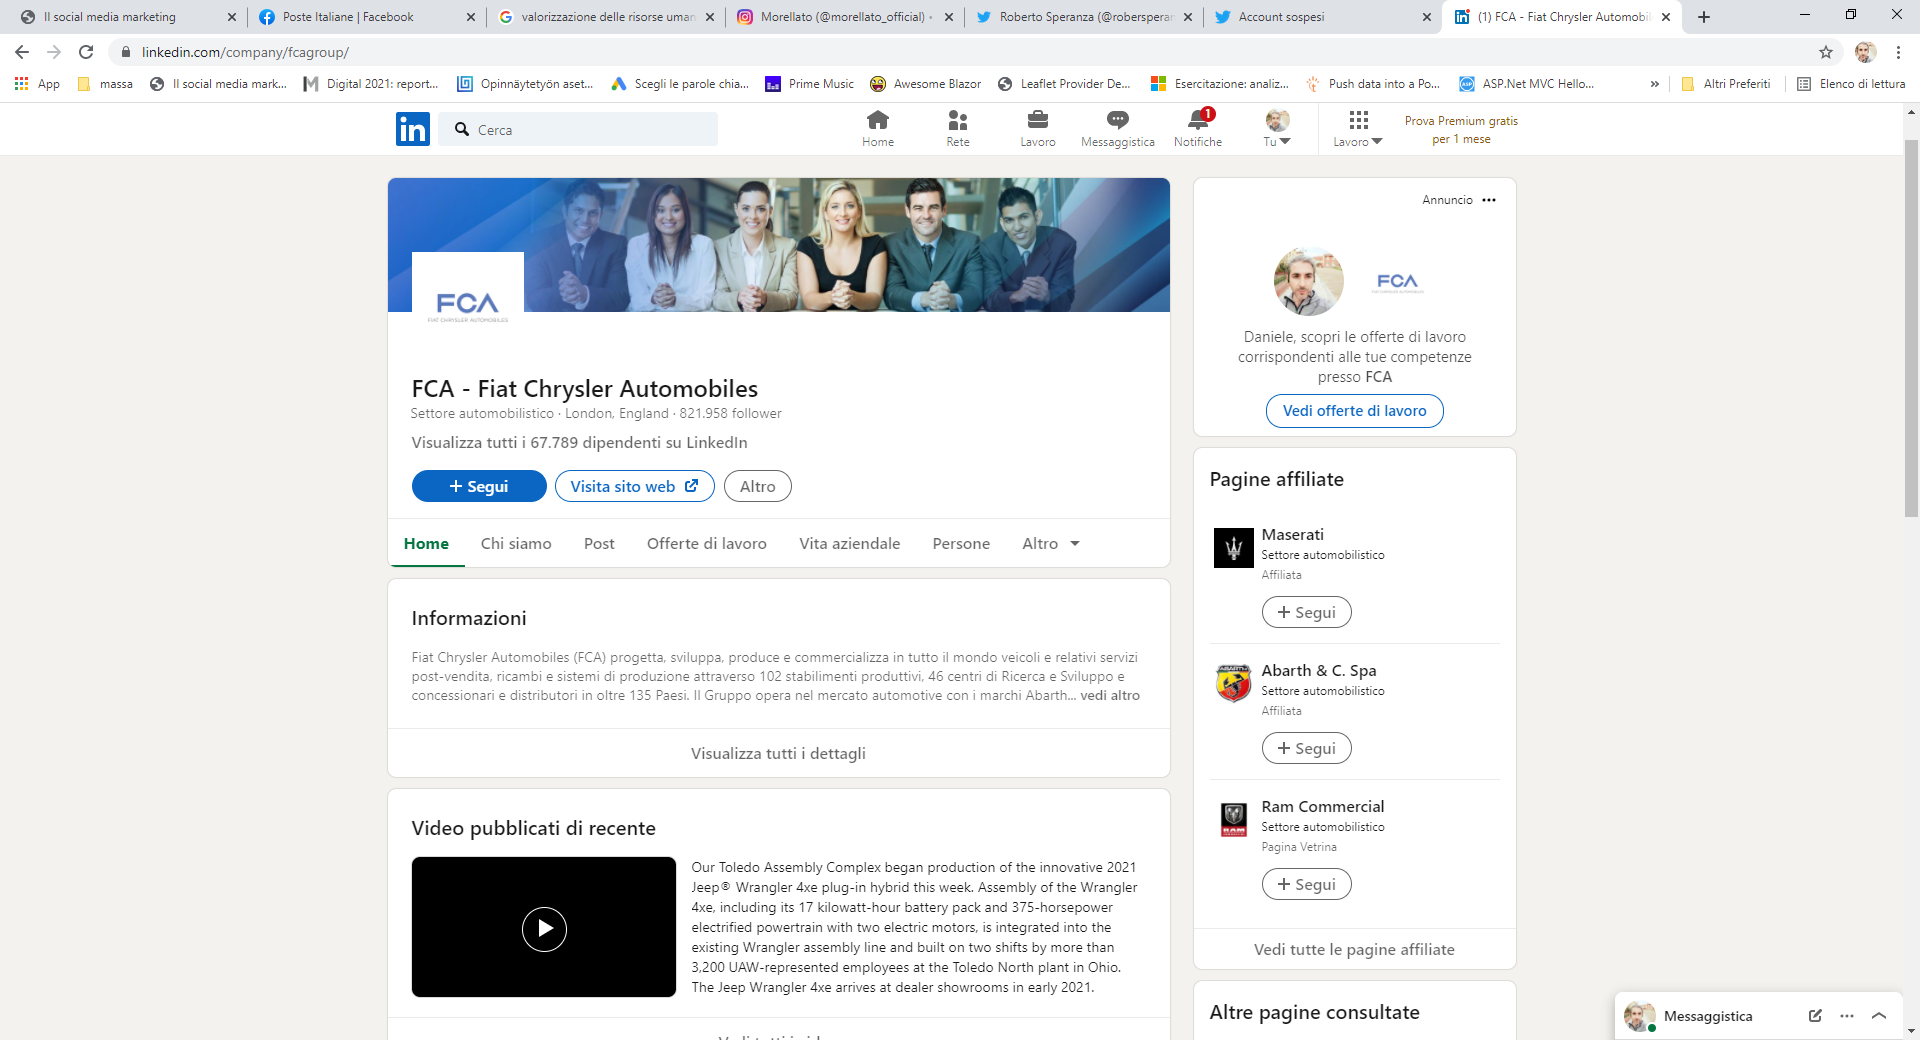 Il social media marketing
Poste Italiane | Facebook
valorizzazione delle risorse uman
Morellato (@morellato_official) •
Roberto Speranza (@robersperan
Account sospesi
(1) FCA - Fiat Chrysler Automobil
linkedin.com/company/fcagroup/
App
massa
Il social media mark...
Digital 2021: report...
Opinnäytetyön aset...
Scegli le parole chia...
Prime Music
Awesome Blazor
Leaflet Provider De...
Esercitazione: analiz...
Push data into a Po...
ASP.Net MVC Hello...
»
Altri Preferiti
Elenco di lettura
in
Cerca
Home
Rete
Lavoro
Messaggistica
1
Notifiche
Tu
Lavoro
Prova Premium gratis
per 1 mese
FCA
FIAT CHRYSLER AUTOMOBILES
FCA - Fiat Chrysler Automobiles
Settore automobilistico · London, England · 821.958 follower
Visualizza tutti i 67.789 dipendenti su LinkedIn
+ Segui
Visita sito web
Altro
Home
Chi siamo
Post
Offerte di lavoro
Vita aziendale
Persone
Altro
Informazioni
Fiat Chrysler Automobiles (FCA) progetta, sviluppa, produce e commercializza in tutto il mondo veicoli e relativi servizi
post-vendita, ricambi e sistemi di produzione attraverso 102 stabilimenti produttivi, 46 centri di Ricerca e Sviluppo e
concessionari e distributori in oltre 135 Paesi. Il Gruppo opera nel mercato automotive con i marchi Abarth... vedi altro
Visualizza tutti i dettagli
Video pubblicati di recente
Our Toledo Assembly Complex began production of the innovative 2021
Jeep® Wrangler 4xe plug-in hybrid this week. Assembly of the Wrangler
4xe, including its 17 kilowatt-hour battery pack and 375-horsepower
electrified powertrain with two electric motors, is integrated into the
existing Wrangler assembly line and built on two shifts by more than
3,200 UAW-represented employees at the Toledo North plant in Ohio.
The Jeep Wrangler 4xe arrives at dealer showrooms in early 2021.
Annuncio
FCA
Daniele, scopri le offerte di lavoro
corrispondenti alle tue competenze
presso FCA
Vedi offerte di lavoro
Pagine affiliate
Maserati
Settore automobilistico
Affiliata
+ Segui
ABARTH
Abarth & C. Spa
Settore automobilistico
Affiliata
+ Segui
RAM
Ram Commercial
Settore automobilistico
Pagina Vetrina
+ Segui
Vedi tutte le pagine affiliate
Altre pagine consultate
Messaggistica